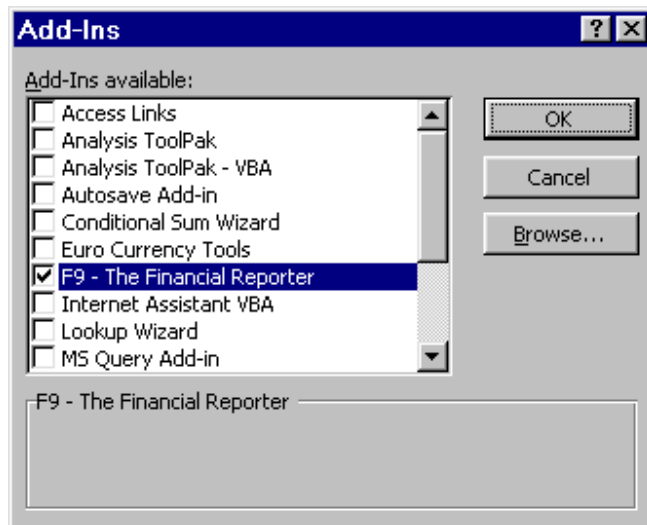 Add-Ins
?
Add-Ins available:
Access Links
Analysis ToolPak
Analysis ToolPak - VBA
Autosave Add-in
Conditional Sum Wizard
Euro Currency Tools
F9 - The Financial Reporter
Internet Assistant VBA
Lookup Wizard
MS Query Add-in
OK
Cancel
Browse...
F9 - The Financial Reporter